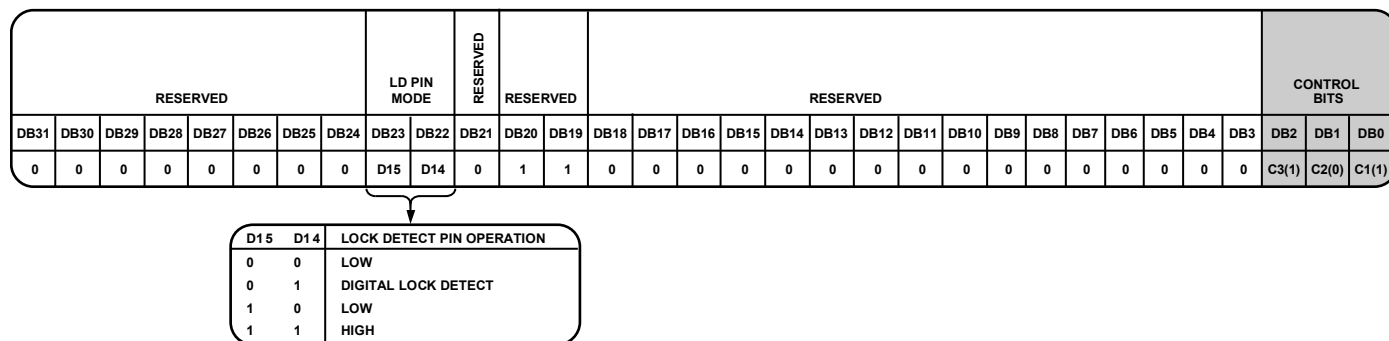 RESERVED LD PIN MODE RESERVED RESERVED RESERVED CONTROL BITS
DB31 DB30 DB29 DB28 DB27 DB26 DB25 DB24 DB23 DB22 DB21 DB20 DB19 DB18 DB17 DB16 DB15 DB14 DB13 DB12 DB11 DB10 DB9 DB8 DB7 DB6 DB5 DB4 DB3 DB2 DB1 DB0
0 0 0 0 0 0 0 0 D15 D14 0 1 1 0 0 0 0 0 0 0 0 0 0 0 0 0 0 0 0 C3(1) C2(0) C1(1)
D15 D14 LOCK DETECT PIN OPERATION
0 0 LOW
0 1 DIGITAL LOCK DETECT
1 0 LOW
1 1 HIGH